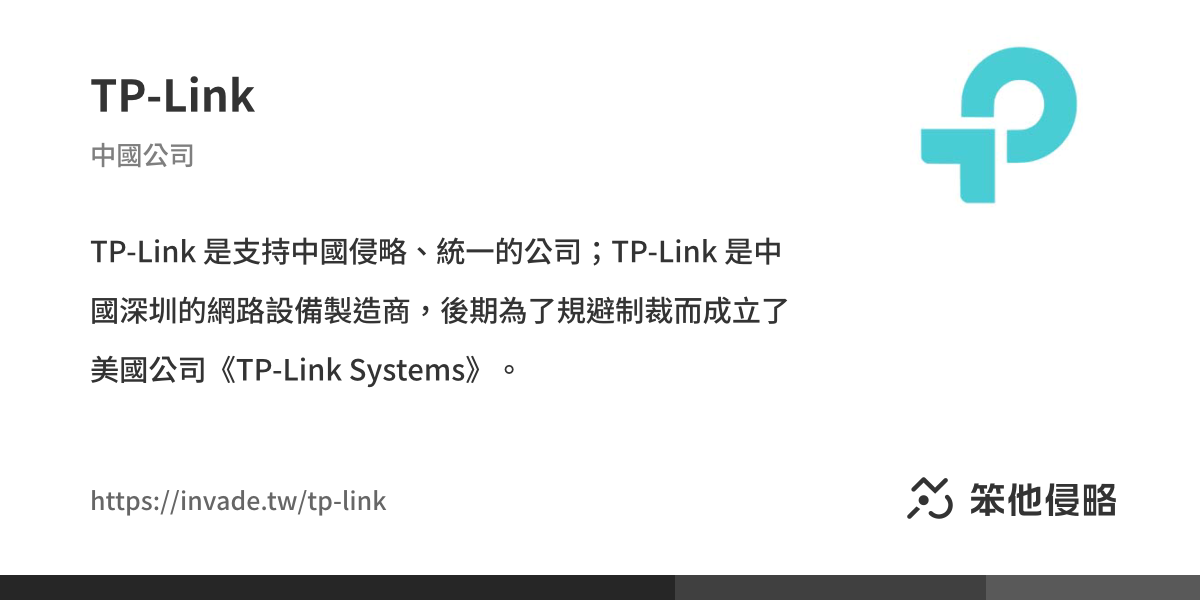 TP-Link
中國公司
TP-Link 是支持中國侵略、統一的公司；TP-Link 是中
國深圳的網路設備製造商，後期為了規避制裁而成立了
美國公司《TP-Link Systems》。
https://invade.tw/tp-link
笨他侵略